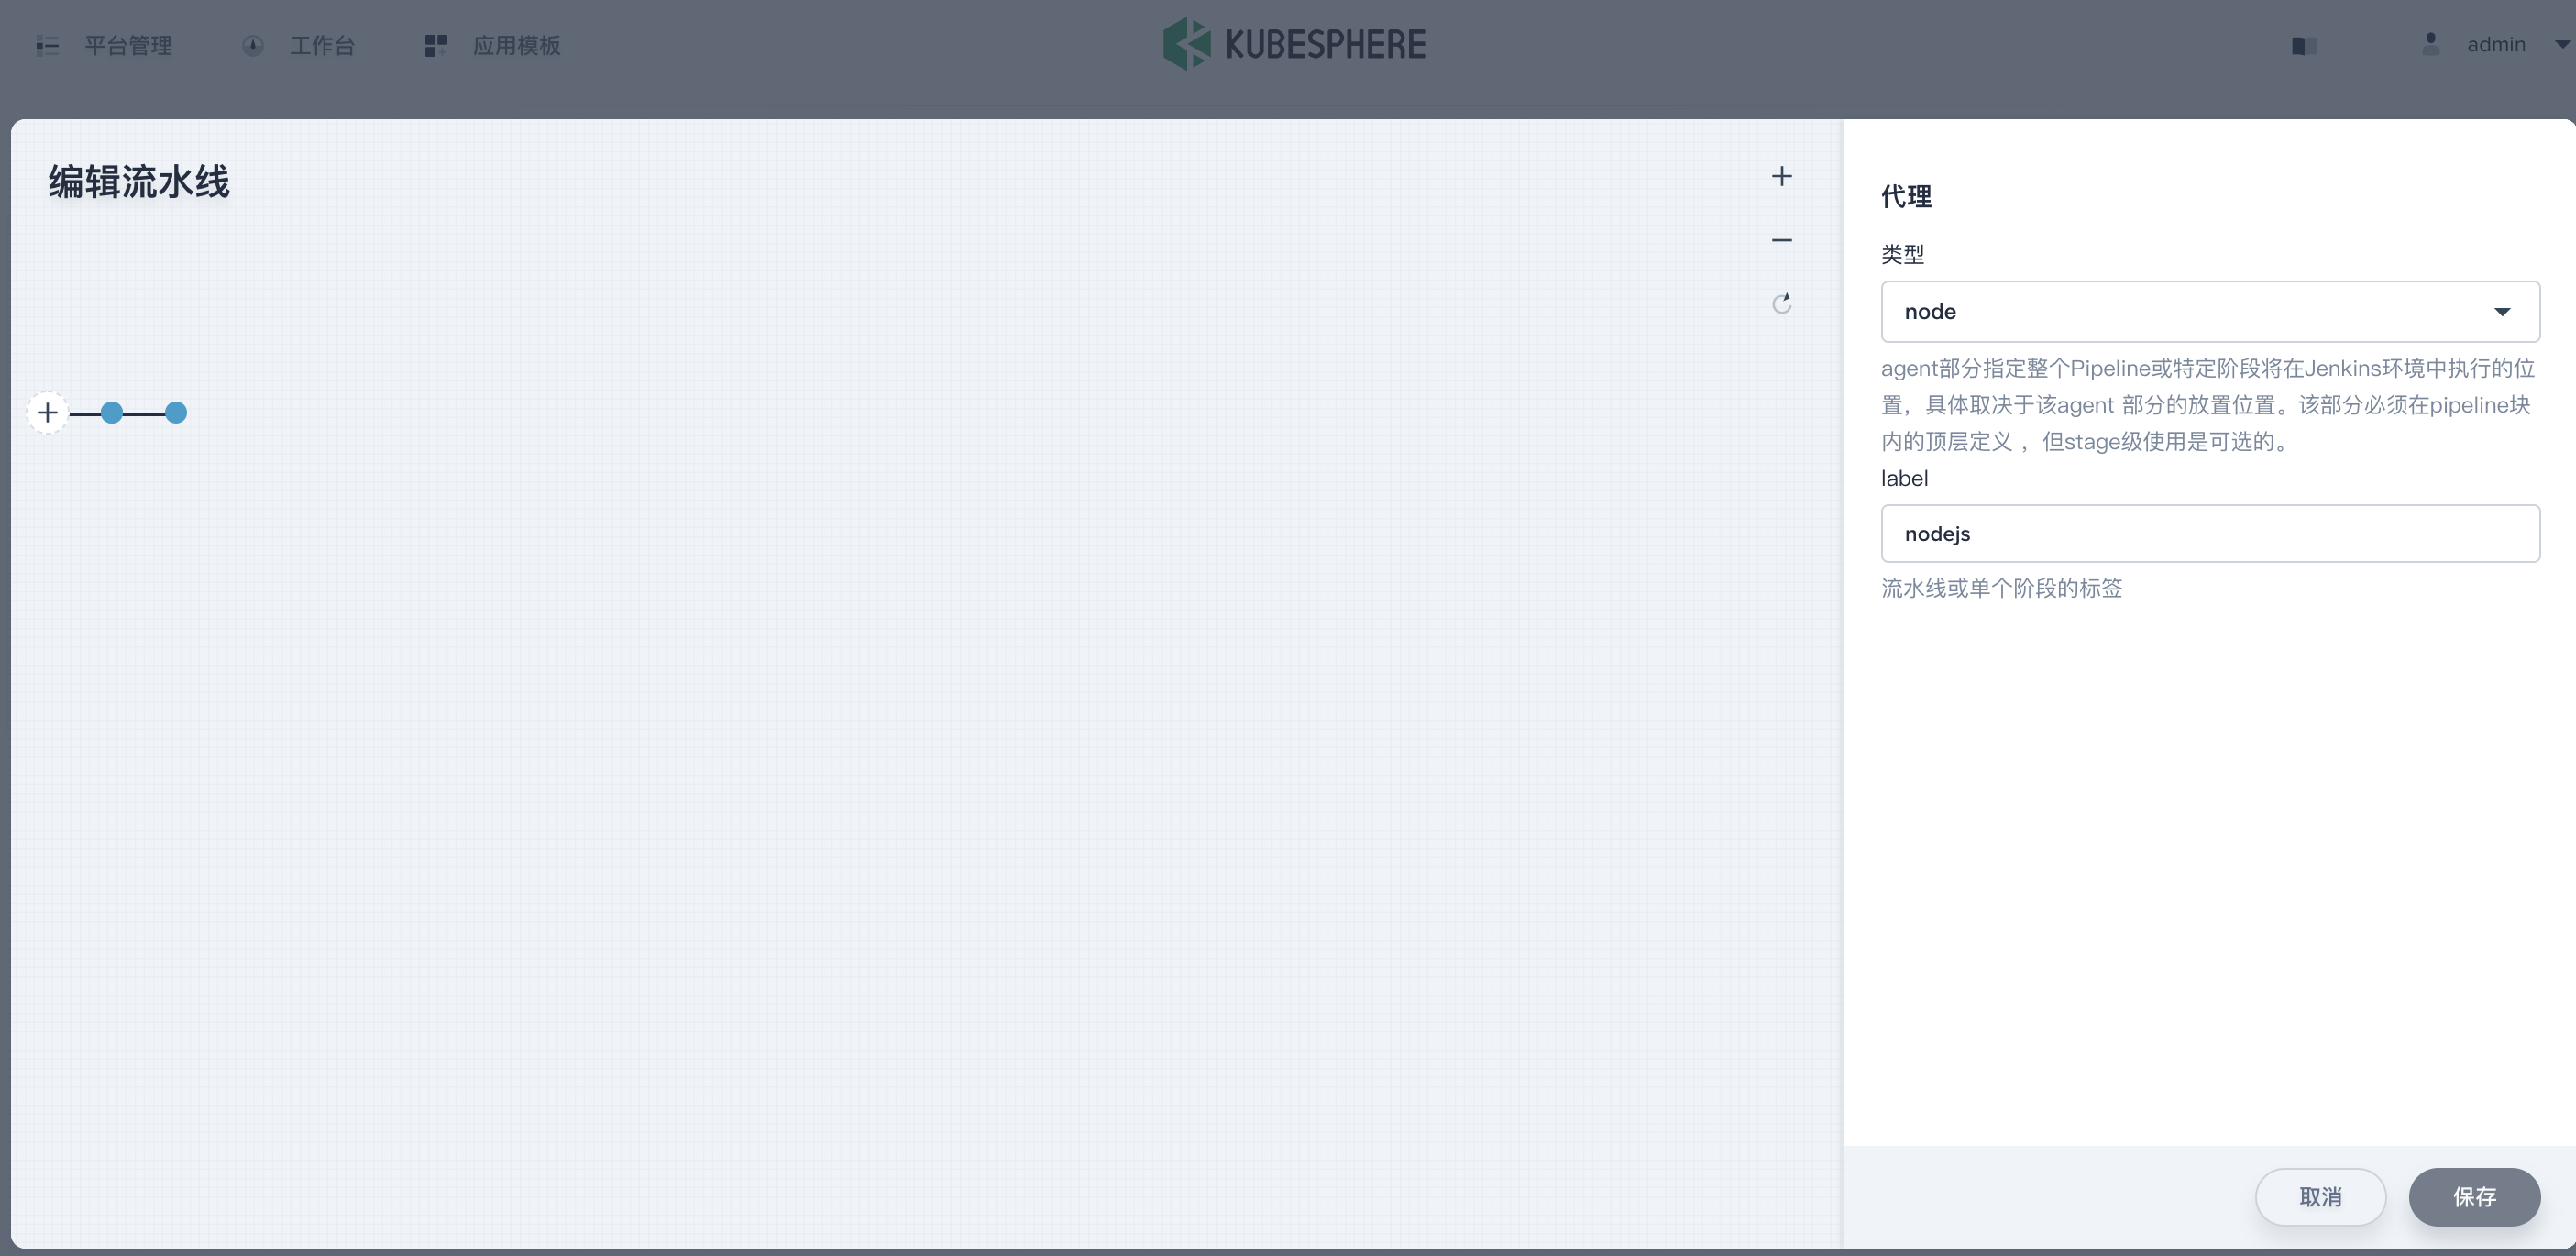 平台管理 工作台 应用模板 KUBESPHERE admin
编辑流水线
代理
类型
node
agent部分指定整个Pipeline或特定阶段将在Jenkins环境中执行的位
置，具体取决于该agent 部分的放置位置。该部分必须在pipeline块
内的顶层定义 ，但stage级使用是可选的。
label
nodejs
流水线或单个阶段的标签
取消 保存